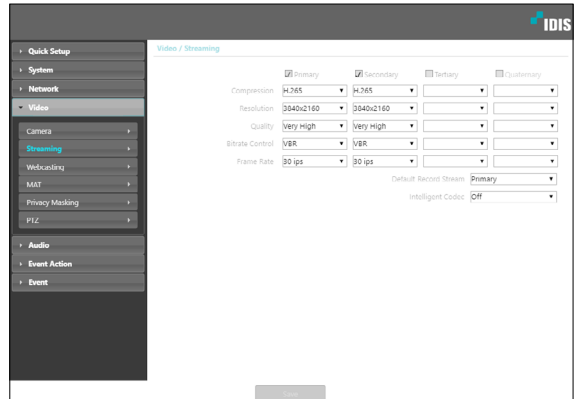 IDIS
Quick Setup
System
Network
Video
Camera
Streaming
Webcasting
MAT
Privacy Masking
PTZ
Audio
Event Action
Event
Video / Streaming
Primary Secondary Tertiary Quaternary
Compression H.265 H.265
Resolution 3840x2160 3840x2160
Quality Very High Very High
Bitrate Control VBR VBR
Frame Rate 30 ips 30 ips
Default Record Stream Primary
Intelligent Codec Off
Save